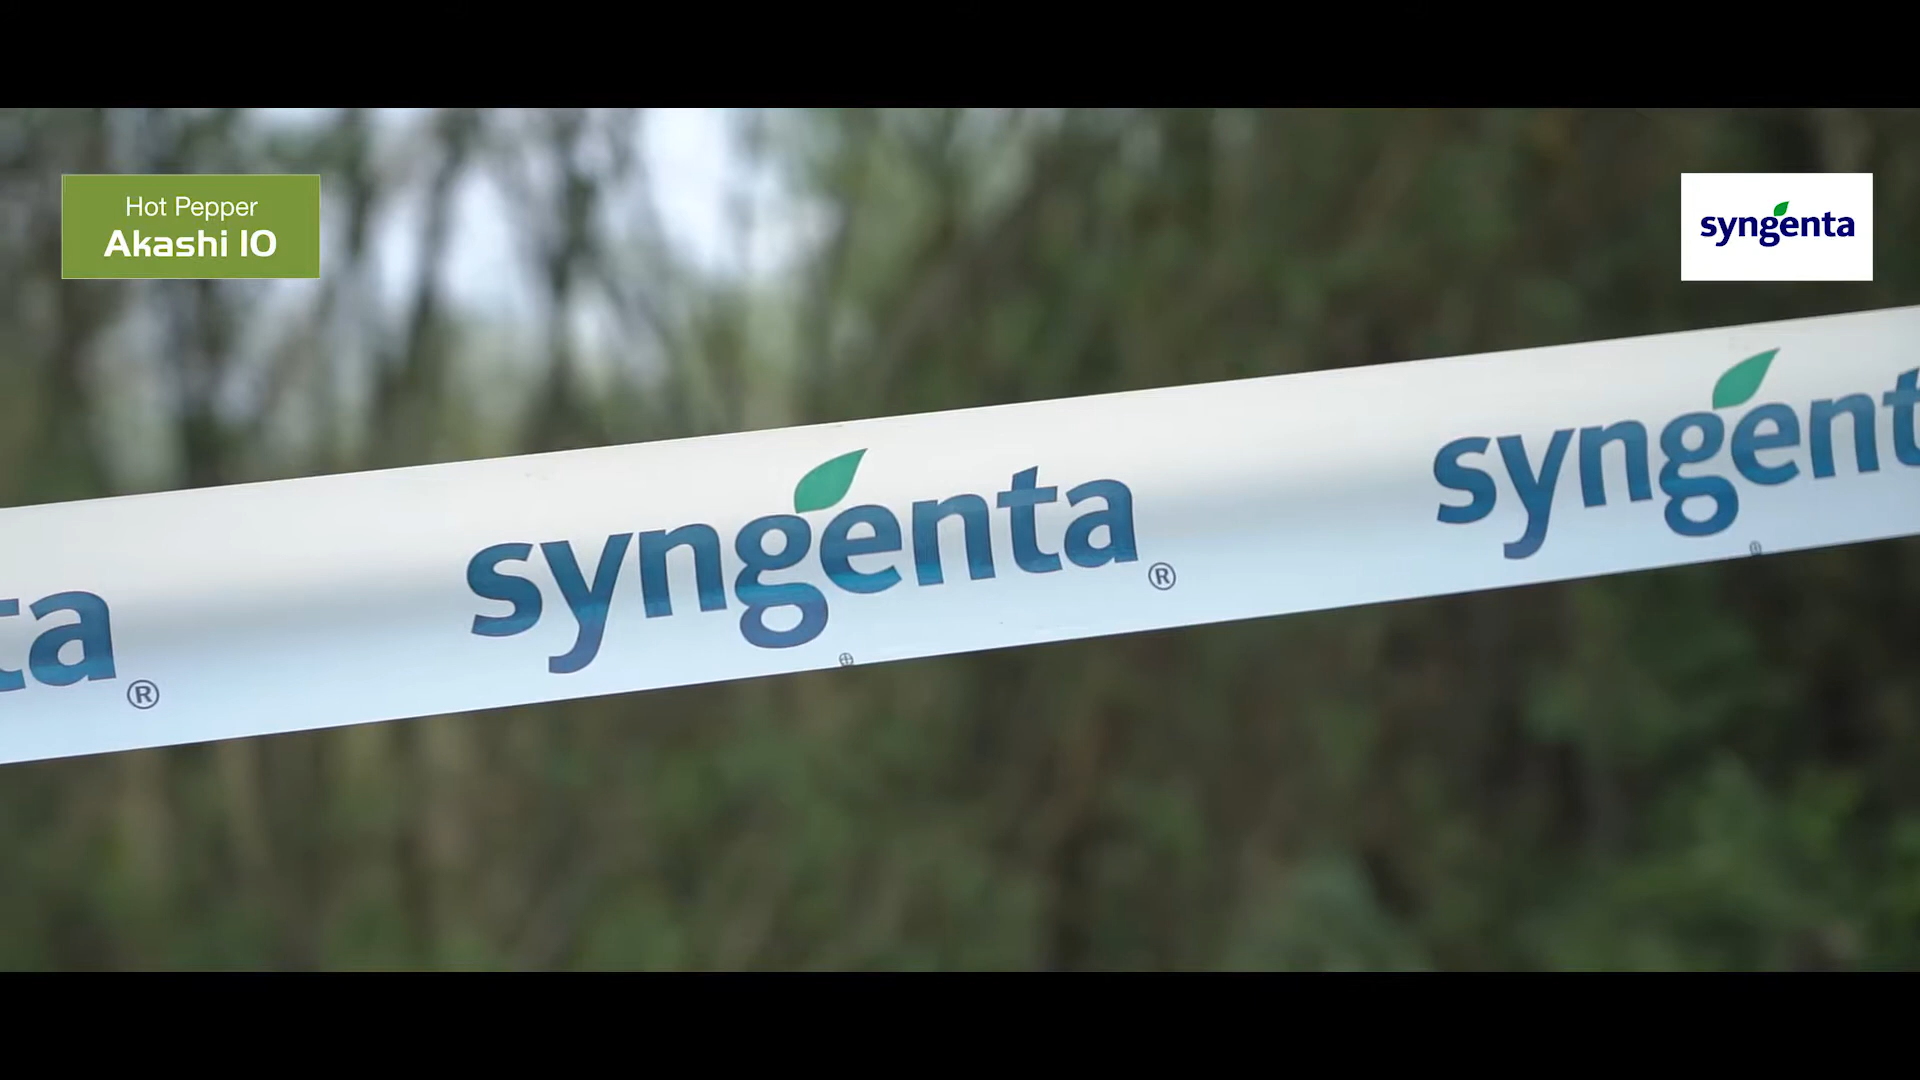 Hot Pepper
Akashi 10
syngenta
ta®
syngenta®
syngent